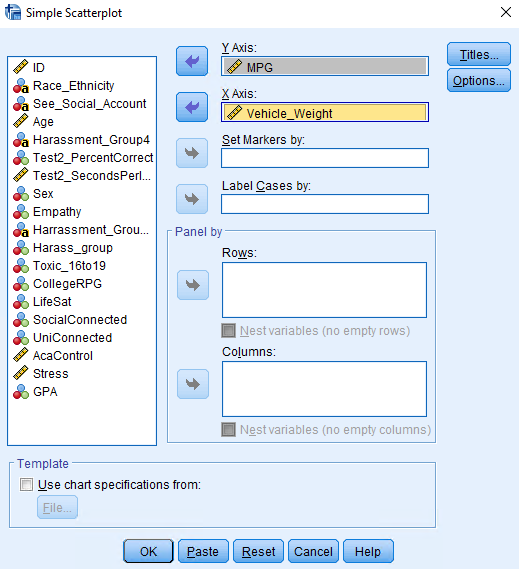 Simple Scatterplot
ID
Race_Ethnicity
See_Social_Account
Age
Harassment_Group4
Test2_PercentCorrect
Test2_SecondsPerl...
Sex
Empathy
Harrassment_Grou...
Harass_group
Toxic_16to19
CollegeRPG
LifeSat
SocialConnected
UniConnected
AcaControl
Stress
GPA
Y Axis:
MPG
X Axis:
Vehicle_Weight
Set Markers by:
Label Cases by:
Panel by
Rows:
Nest variables (no empty rows)
Columns:
Nest variables (no empty columns)
Titles...
Options...
Template
Use chart specifications from:
File...
OK Paste Reset Cancel Help